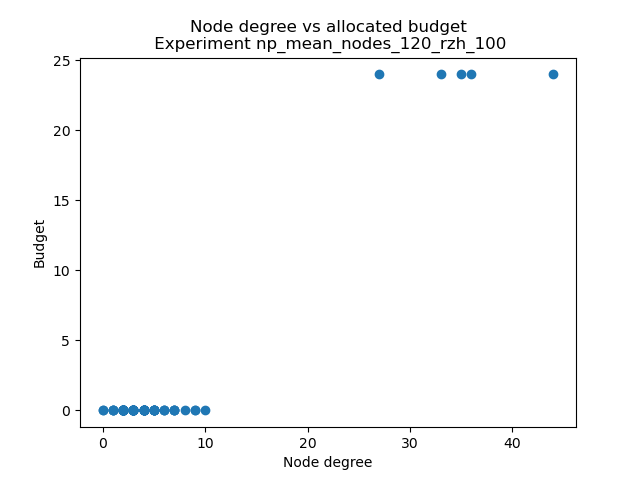 Node degree vs allocated budget
Experiment np_mean_nodes_120_rzh_100
25
20
15
10
5
0
Budget
0 10 20 30 40
Node degree